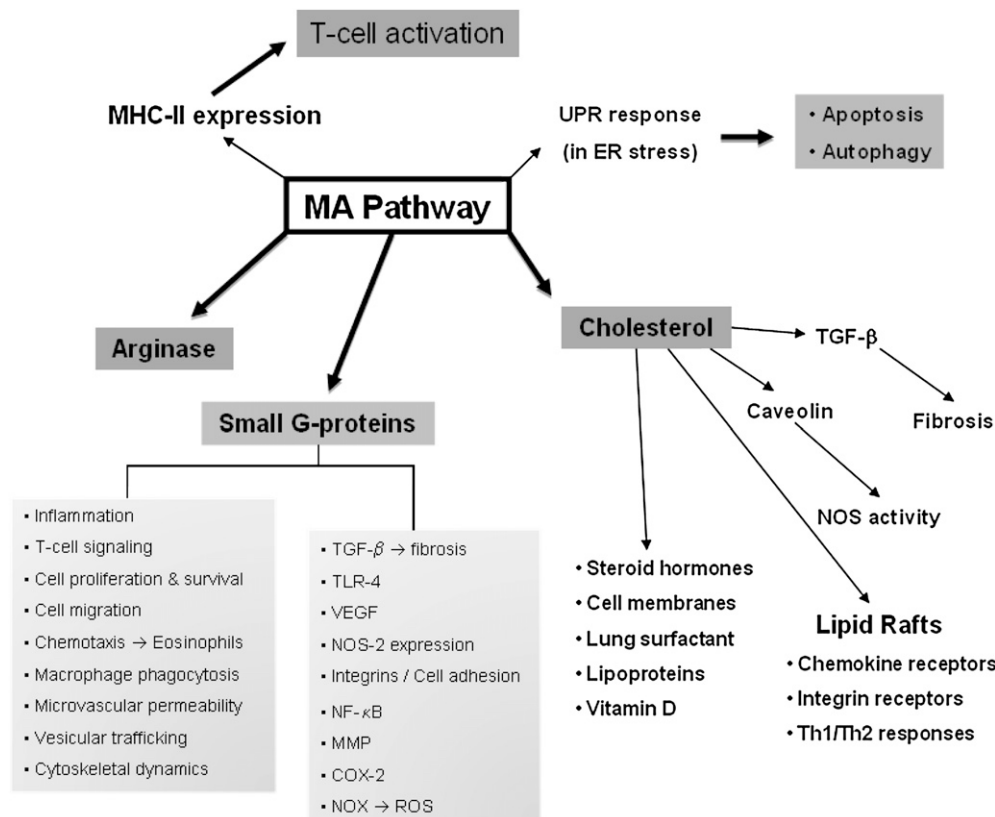 T-cell activation
MHC-II expression
UPR response
(in ER stress)
• Apoptosis
• Autophagy
MA Pathway
Arginase
Cholesterol
TGF-β
Caveolin
Fibrosis
NOS activity
Small G-proteins
▪ Inflammation
▪ T-cell signaling
▪ Cell proliferation & survival
▪ Cell migration
▪ Chemotaxis → Eosinophils
▪ Macrophage phagocytosis
▪ Microvascular permeability
▪ Vesicular trafficking
▪ Cytoskeletal dynamics
▪ TGF-β → fibrosis
▪ TLR-4
▪ VEGF
▪ NOS-2 expression
▪ Integrins / Cell adhesion
▪ NF-κB
▪ MMP
▪ COX-2
▪ NOX → ROS
• Steroid hormones
• Cell membranes
• Lung surfactant
• Lipoproteins
• Vitamin D
Lipid Rafts
• Chemokine receptors
• Integrin receptors
• Th1/Th2 responses